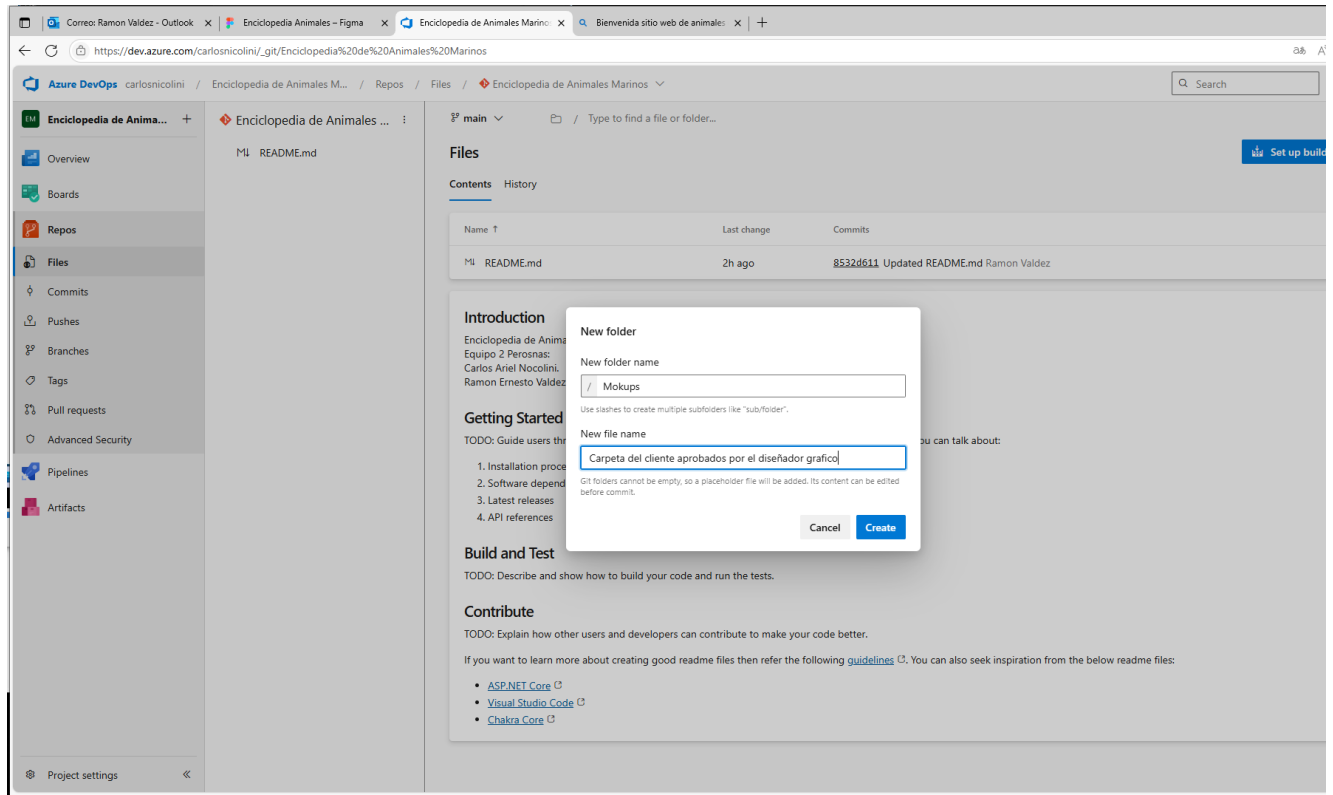 Correo: Ramon Valdez - Outlook
Enciclopedia Animales – Figma
Enciclopedia de Animales Marino
Bienvenida sitio web de animales
https://dev.azure.com/carlosnicolini/_git/Enciclopedia%20de%20Animales%20Marinos
Azure DevOps carlosnicolini / Enciclopedia de Animales M... / Repos / Files / Enciclopedia de Animales Marinos
Search
EM Enciclopedia de Anima... +
Overview
Boards
Repos
Files
Commits
Pushes
Branches
Tags
Pull requests
Advanced Security
Pipelines
Artifacts
Project settings
Enciclopedia de Animales ...
README.md
main
/ Type to find a file or folder...
Files
Set up build
Contents History
Name ↑ Last change Commits
README.md 2h ago 8532d611 Updated README.md Ramon Valdez
Introduction
Enciclopedia de Anima
Equipo 2 Perosnas:
Carlos Ariel Nocolini.
Ramon Ernesto Valdez
Getting Started
TODO: Guide users thr
ou can talk about:
1. Installation proce
2. Software depend
3. Latest releases
4. API references
Build and Test
TODO: Describe and show how to build your code and run the tests.
Contribute
TODO: Explain how other users and developers can contribute to make your code better.
If you want to learn more about creating good readme files then refer the following guidelines. You can also seek inspiration from the below readme files:
ASP.NET Core
Visual Studio Code
Chakra Core
New folder
New folder name
/ Mokups
Use slashes to create multiple subfolders like "sub/folder".
New file name
Carpeta del cliente aprobados por el diseñador grafico
Git folders cannot be empty, so a placeholder file will be added. Its content can be edited
before commit.
Cancel Create